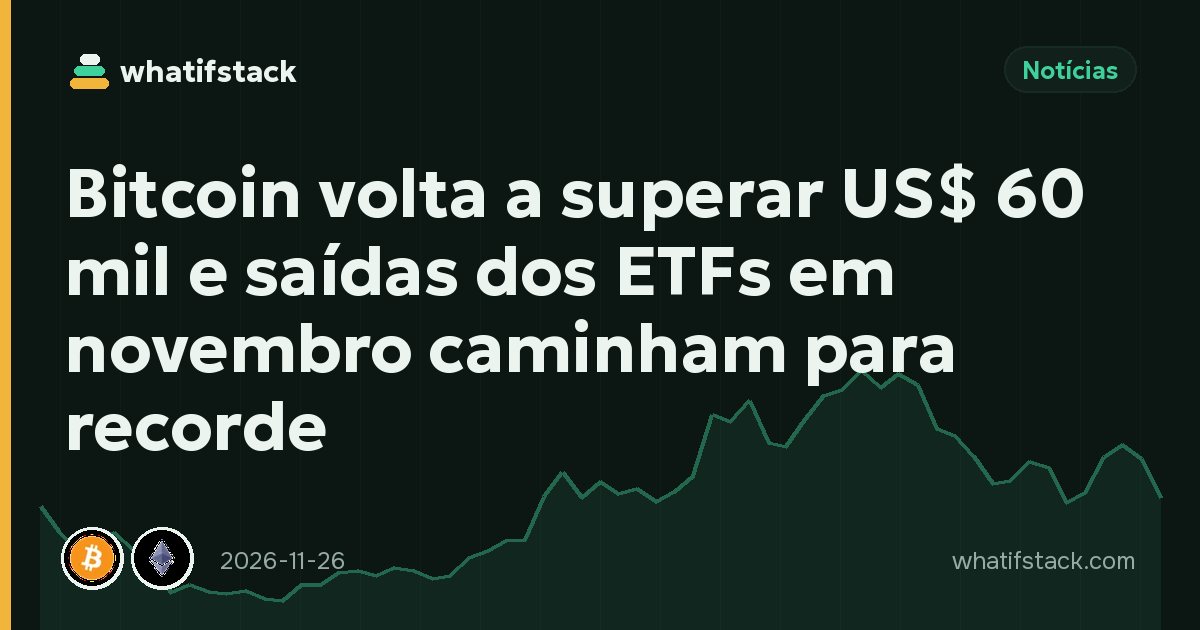 whatifstack
Notícias
Bitcoin volta a superar US$ 60
mil e saídas dos ETFs em
novembro caminham para
recorde
2026-11-26
whatifstack.com